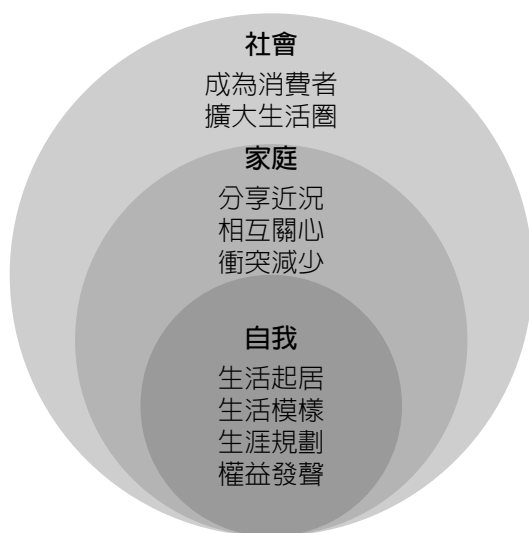 社會
成為消費者
擴大生活圈
家庭
分享近況
相互關心
衝突減少
自我
生活起居
生活模樣
生涯規劃
權益發聲